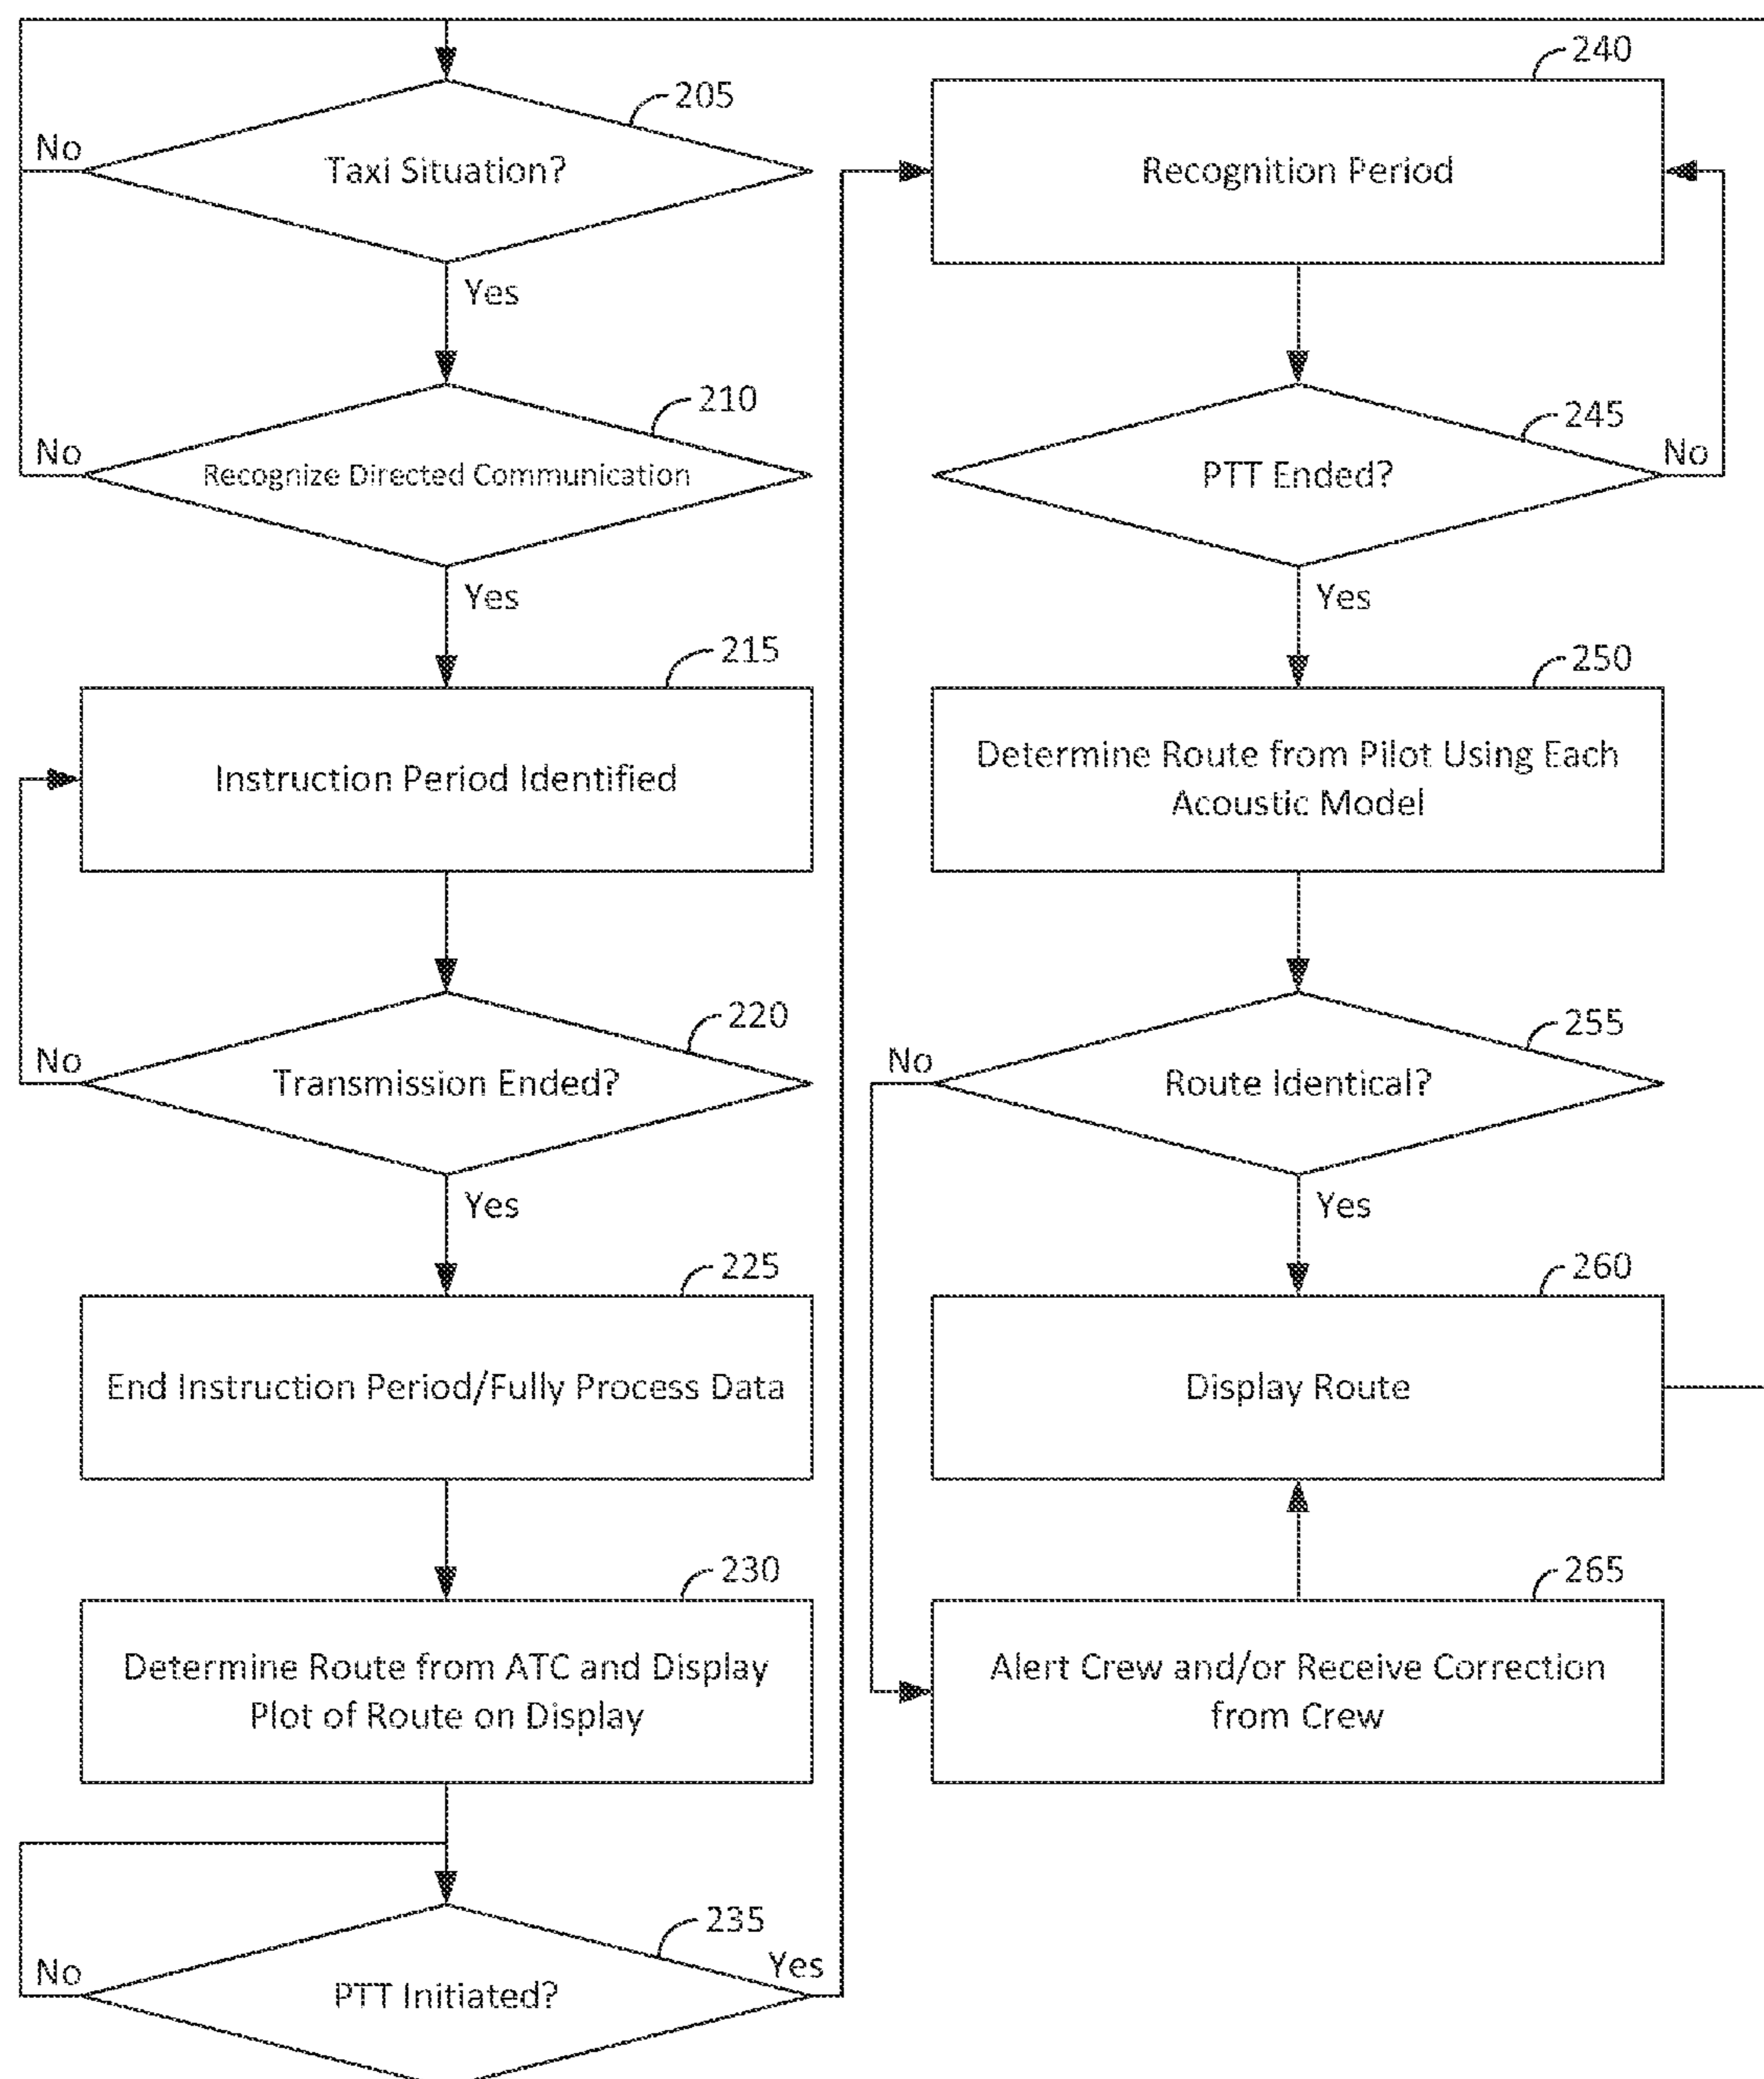 205
Taxi Situation?
No
Yes
210
Recognize Directed Communication
No
Yes
215
Instruction Period Identified
220
Transmission Ended?
No
Yes
225
End Instruction Period/Fully Process Data
230
Determine Route from ATC and Display
Plot of Route on Display
235
PTT Initiated?
No
Yes
240
Recognition Period
245
PTT Ended?
No
Yes
250
Determine Route from Pilot Using Each
Acoustic Model
255
Route Identical?
No
Yes
260
Display Route
265
Alert Crew and/or Receive Correction
from Crew